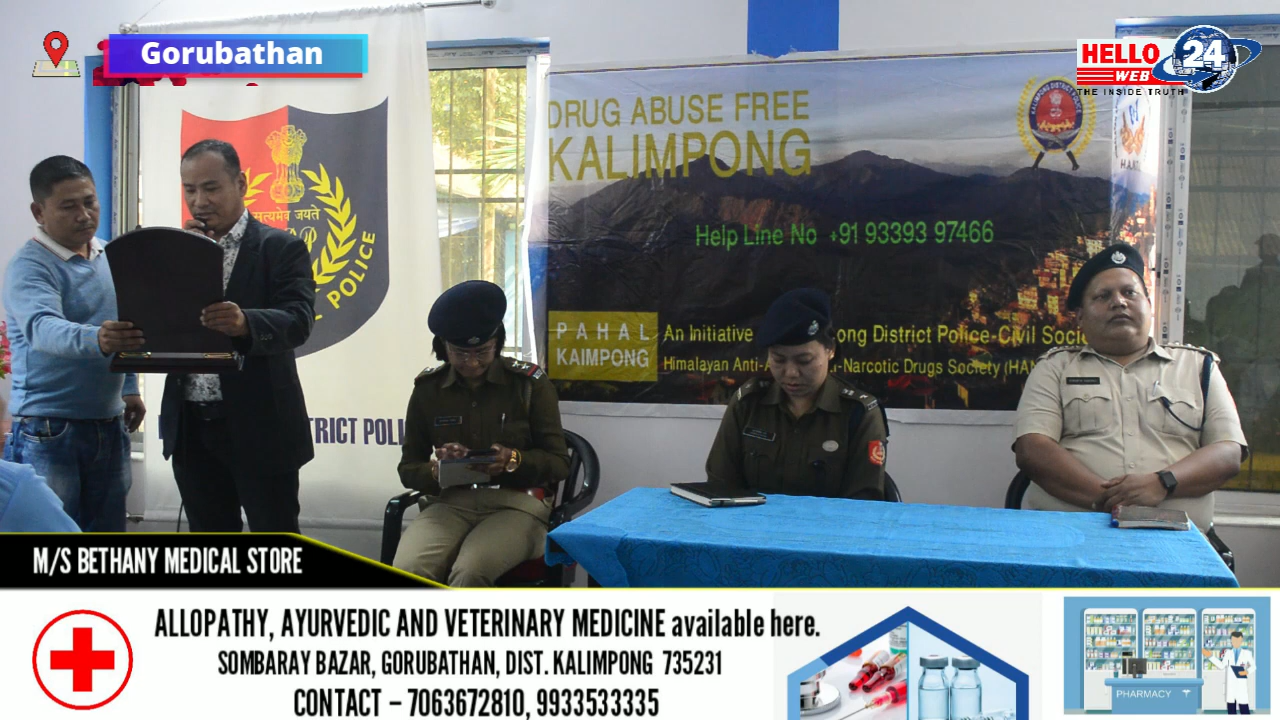 Gorubathan
HELLO
WEB
24
THE INSIDE TRUTH
DRUG ABUSE FREE
KALIMPONG
Help Line No +91 93393 97466
PAHAL
KAIMPONG
An Initiative ong District Police-Civil Socie
Himalayan Anti- -Narcotic Drugs Society (HAN
सत्यमेव जयते
POLICE
TRICT POLI
M/S BETHANY MEDICAL STORE
ALLOPATHY, AYURVEDIC AND VETERINARY MEDICINE available here.
SOMBARAY BAZAR, GORUBATHAN, DIST. KALIMPONG 735231
CONTACT – 7063672810, 9933533335
PHARMACY